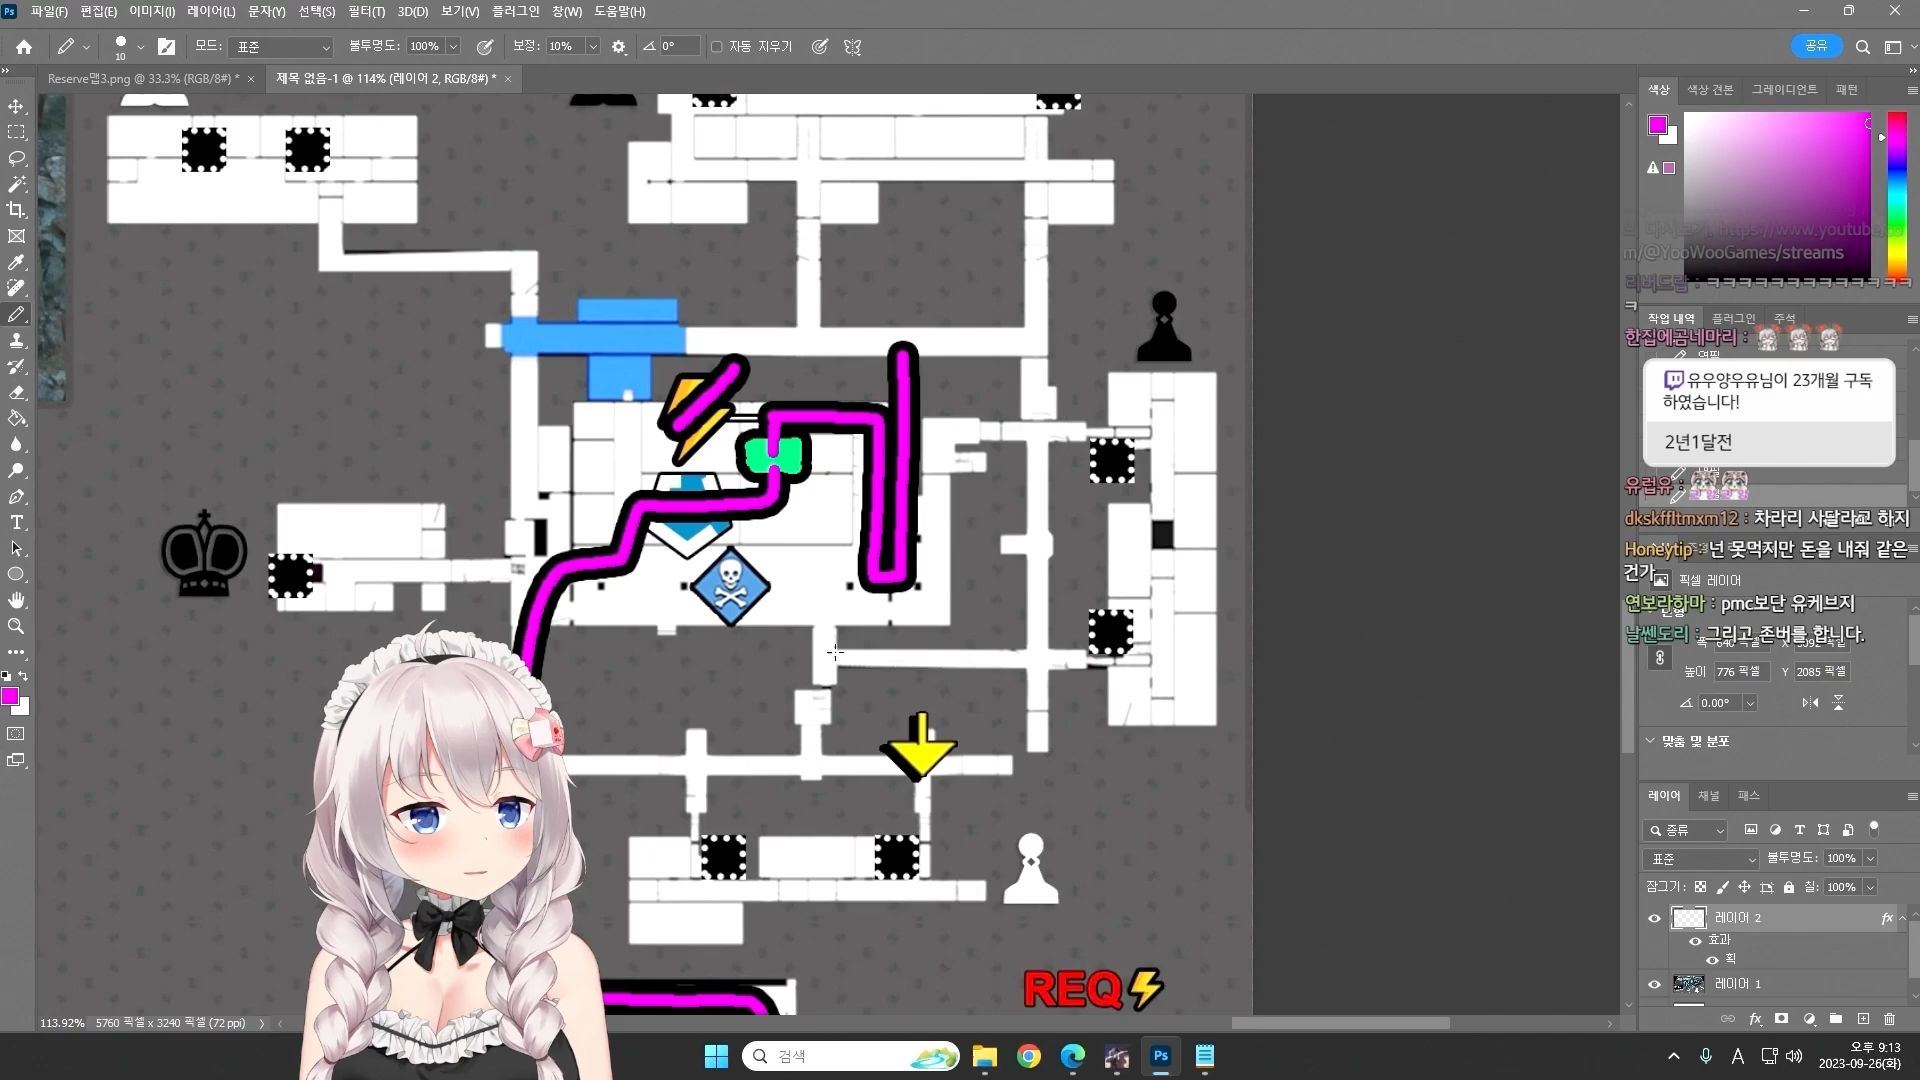 파일(F) 편집(E) 이미지(I) 레이어(L) 문자(Y) 선택(S) 필터(T) 3D(D) 보기(V) 플러그인 창(W) 도움말(H)
10 모드: 표준 불투명도: 100% 보정: 10% 0° 자동 지우기 공유
Reserve맵3.png @ 33.3% (RGB/8#) * 제목 없음-1 @ 114% (레이어 2, RGB/8#) *
색상 색상 견본 그레이디언트 패턴
https://www.youtube.
m/@YooWooGames/streams
리버드랍 : ㅋㅋㅋㅋㅋㅋㅋㅋㅋㅋㅋㅋㅋ
ㅋ
작업 내역 플러그인 주석
한집에곰네마리 :
연필
유우양우유님이 23개월 구독
하였습니다!
2년1달전
유럽유 :
dkskffltmxm12 : 차라리 사달라고 하지
Honeytip : 넌 못먹지만 돈을 내줘 같은
건가
픽셀 레이어
연보라하마 : pmc보단 유케브지
날쎈도리 : 그리고 존버를 합니다.
높이 776 픽셀 Y 2085 픽셀
0.00°
맞춤 및 분포
레이어 채널 패스
종류
표준 불투명도: 100%
잠그기: 칠: 100%
레이어 2 fx
효과
획
레이어 1
REQ
113.92% 5760 픽셀 x 3240 픽셀 (72 ppi)
검색
A 오후 9:13
2023-09-26(화)